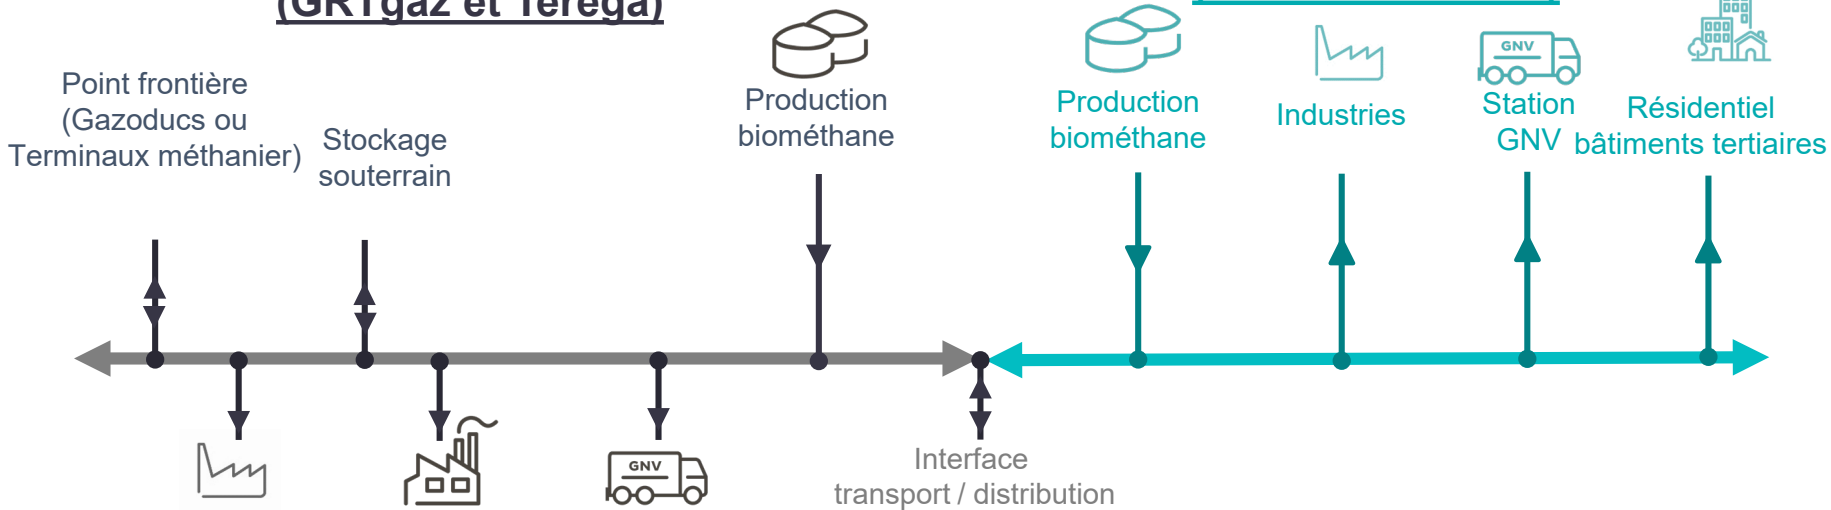 (GRTgaz et Teréga)
Point frontière
(Gazoducs ou
Terminaux méthanier)
Stockage
souterrain
Production
biométhane
Production
biométhane
Industries
GNV
Station
GNV
Résidentiel
bâtiments tertiaires
GNV
Interface
transport / distribution